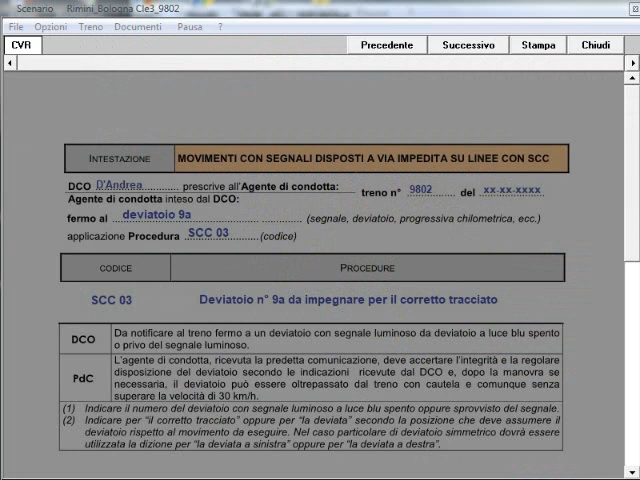 Scenario Rimini_Bologna Cle3_9802
File Opzioni Treno Documenti Pausa ?
CVR Precedente Successivo Stampa Chiudi
INTESTAZIONE MOVIMENTI CON SEGNALI DISPOSTI A VIA IMPEDITA SU LINEE CON SCC
DCO D'Andrea prescrive all'Agente di condotta: treno n° 9802 del xx-xx-xxxx
Agente di condotta inteso dal DCO:
fermo al deviatoio 9a (segnale, deviatoio, progressiva chilometrica, ecc.)
applicazione Procedura SCC 03 (codice)
CODICE PROCEDURE
SCC 03 Deviatoio n° 9a da impegnare per il corretto tracciato
DCO Da notificare al treno fermo a un deviatoio con segnale luminoso da deviatoio a luce blu spento
o privo del segnale luminoso.
PdC L'agente di condotta, ricevuta la predetta comunicazione, deve accertare l'integrità e la regolare
disposizione del deviatoio secondo le indicazioni ricevute dal DCO e, dopo la manovra se
necessaria, il deviatoio può essere oltrepassato dal treno con cautela e comunque senza
superare la velocità di 30 km/h.
(1) Indicare il numero del deviatoio con segnale luminoso a luce blu spento oppure sprovvisto del segnale.
(2) Indicare per "il corretto tracciato" oppure per "la deviata" secondo la posizione che deve assumere il
deviatoio rispetto al movimento da eseguire. Nel caso particolare di deviatoio simmetrico dovrà essere
utilizzata la dizione per "la deviata a sinistra" oppure per "la deviata a destra".